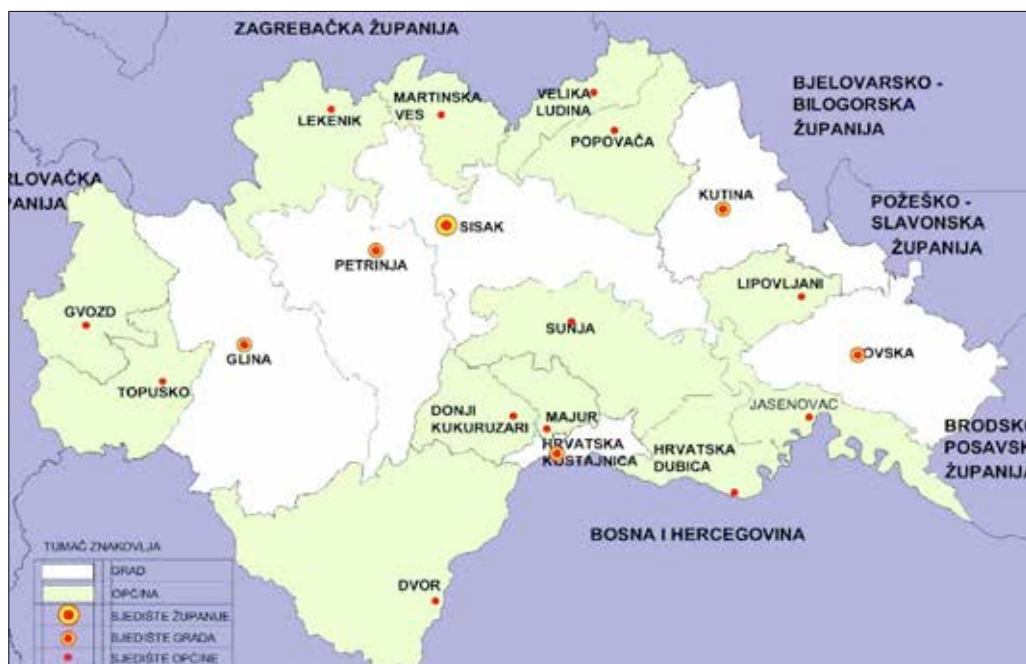 ZAGREBAČKA ŽUPANIJA
BJELOVARSKO -
BILOGORSKA
ŽUPANIJA
MARTINSKA
VES
VELIKA
LUDINA
LEKENIK
POPOVAČA
RLOVAČKA
PANIJA
KUTINA
POŽEŠKO -
SLAVONSKA
ŽUPANIJA
SISAK
PETRINJA
LIPOVLJANI
GVOZD
SUNJA
GLINA
OVSKA
TOPUSKO
JASENOVAC
DONJI
KUKURUZARI
MAJUR
HRVATSKA
KOSTAJNICA
HRVATSKA
DUBICA
BRODSKO
POSAVSK
ŽUPANIJA
BOSNA I HERCEGOVINA
DVOR
TUMAČ ZNAKOVLJA
GRAD
OPĆINA
SJEDIŠTE ŽUPANIJE
SJEDIŠTE GRADA
SJEDIŠTE OPĆINE